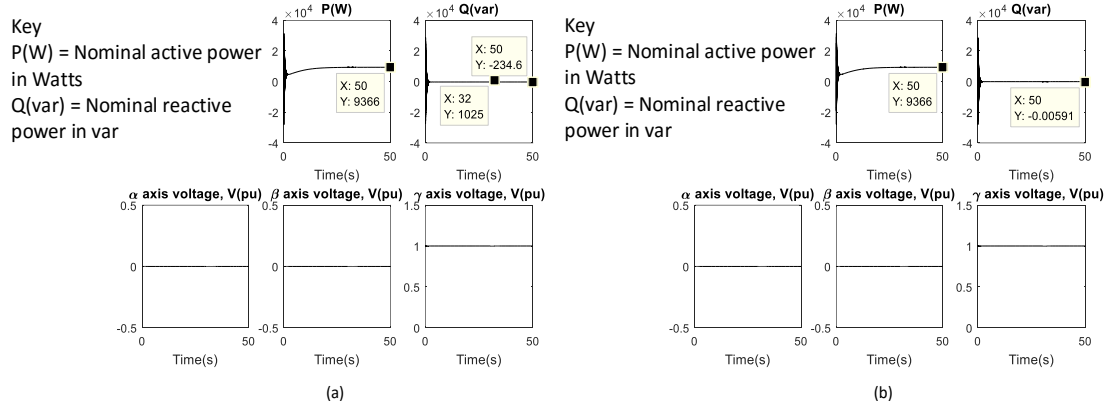 Key
P(W) = Nominal active power
in Watts
Q(var) = Nominal reactive
power in var
×10⁴ P(W)
4
2
0
-2
-4
X: 50
Y: 9366
0 50
Time(s)
×10⁴ Q(var)
4
2
0
-2
-4
X: 50
Y: -234.6
X: 32
Y: 1025
0 50
Time(s)
α axis voltage, V(pu)
0.5
0
-0.5
0 50
Time(s)
β axis voltage, V(pu)
0.5
0
-0.5
0 50
Time(s)
γ axis voltage, V(pu)
1.5
1
0.5
0
0 50
Time(s)
(a)
Key
P(W) = Nominal active power
in Watts
Q(var) = Nominal reactive
power in var
×10⁴ P(W)
4
2
0
-2
-4
X: 50
Y: 9366
0 50
Time(s)
×10⁴ Q(var)
4
2
0
-2
-4
X: 50
Y: -0.00591
0 50
Time(s)
α axis voltage, V(pu)
0.5
0
-0.5
0 50
Time(s)
β axis voltage, V(pu)
0.5
0
-0.5
0 50
Time(s)
γ axis voltage, V(pu)
1.5
1
0.5
0
0 50
Time(s)
(b)